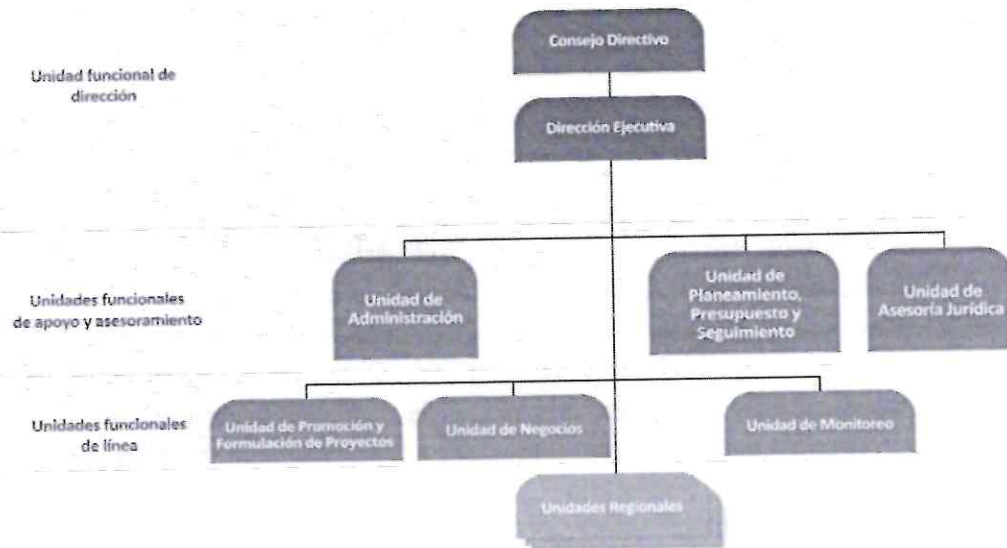 Consejo Directivo
Unidad funcional de
dirección
Dirección Ejecutiva
Unidades funcionales
de apoyo y asesoramiento
Unidad de
Administración
Unidad de
Planeamiento,
Presupuesto y
Seguimiento
Unidad de
Asesoría Jurídica
Unidades funcionales
de línea
Unidad de Promoción y
Formulación de Proyectos
Unidad de Negocios
Unidad de Monitoreo
Unidades Regionales